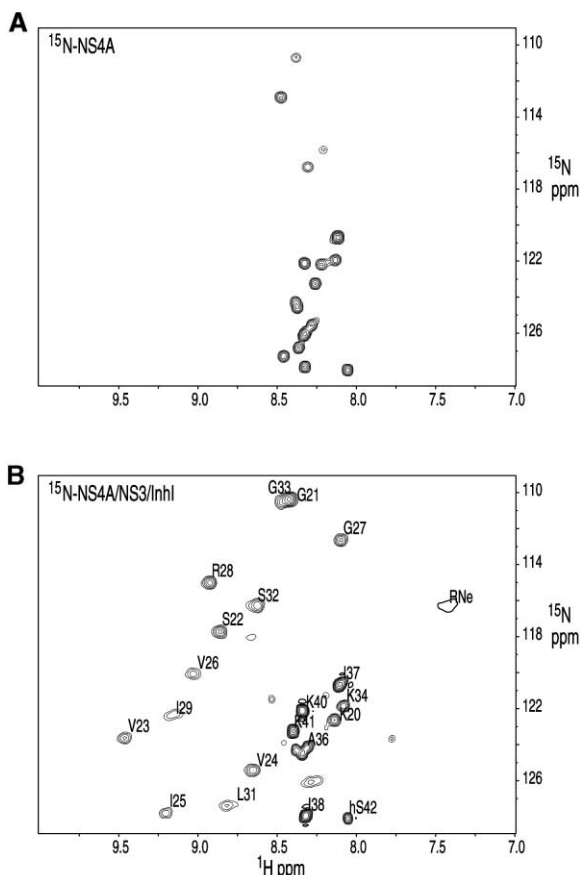 A
¹⁵N-NS4A
110
114
¹⁵N
ppm
118
122
126
9.5 9.0 8.5 8.0 7.5 7.0
B
¹⁵N-NS4A/NS3/InhI
G33 G21
110
G27
R28
114
S32
RNe
¹⁵N
ppm
S22
118
V26
I37
I29
K40
K34
122
V23
K41
K20
A36
V24
126
I25
L31
I38
hS42
9.5 9.0 8.5 8.0 7.5 7.0
¹H ppm